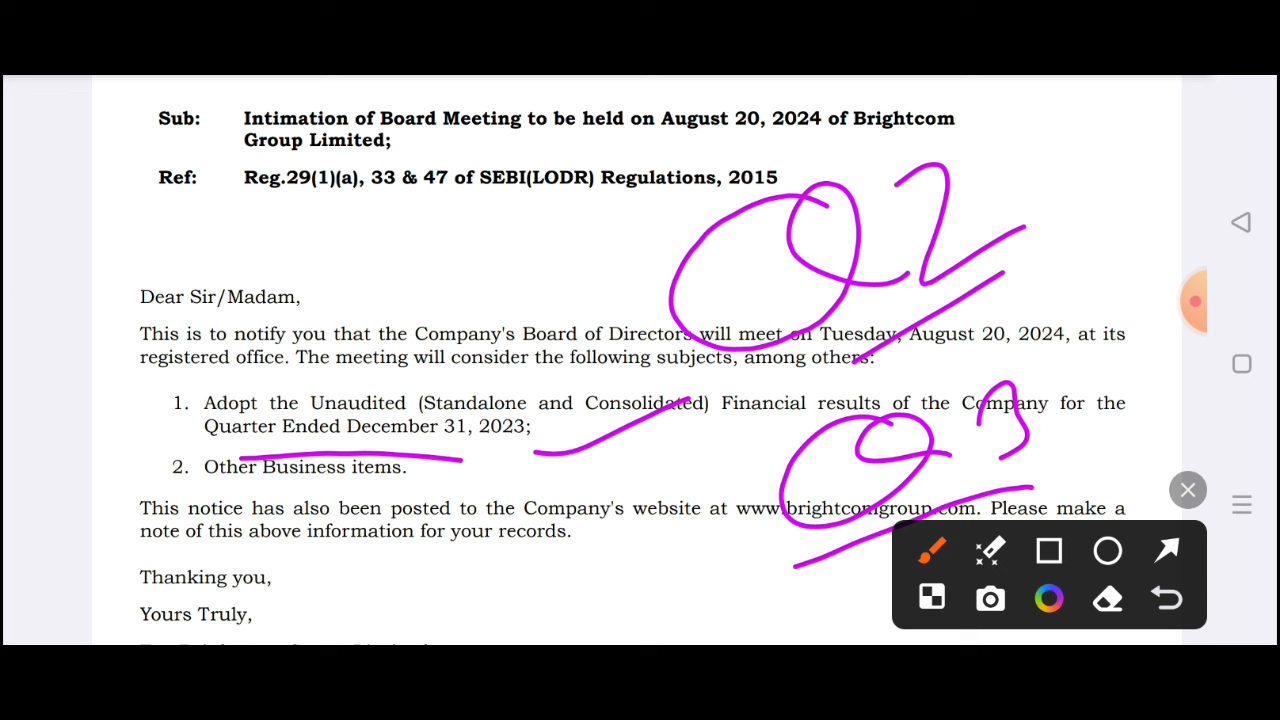 Sub: Intimation of Board Meeting to be held on August 20, 2024 of Brightcom
Group Limited;
Ref: Reg.29(1)(a), 33 & 47 of SEBI(LODR) Regulations, 2015
Q2
Dear Sir/Madam,
This is to notify you that the Company's Board of Directors will meet on Tuesday, August 20, 2024, at its
registered office. The meeting will consider the following subjects, among others:
1. Adopt the Unaudited (Standalone and Consolidated) Financial results of the Company for the
Quarter Ended December 31, 2023;
Q3
2. Other Business items.
This notice has also been posted to the Company's website at www.brightcomgroup.com. Please make a
note of this above information for your records.
Thanking you,
Yours Truly,